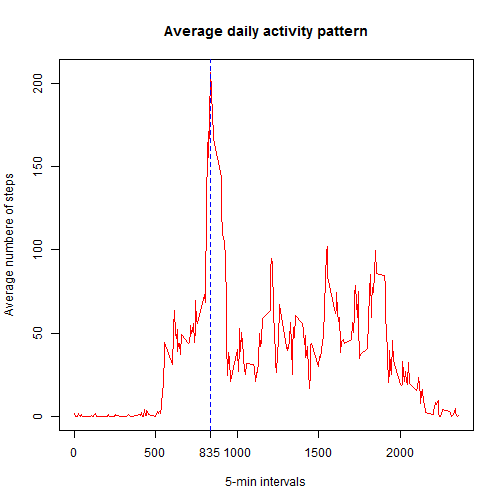 Average daily activity pattern
Average numbere of steps
200
150
100
50
0
0 500 835 1000 1500 2000
5-min intervals